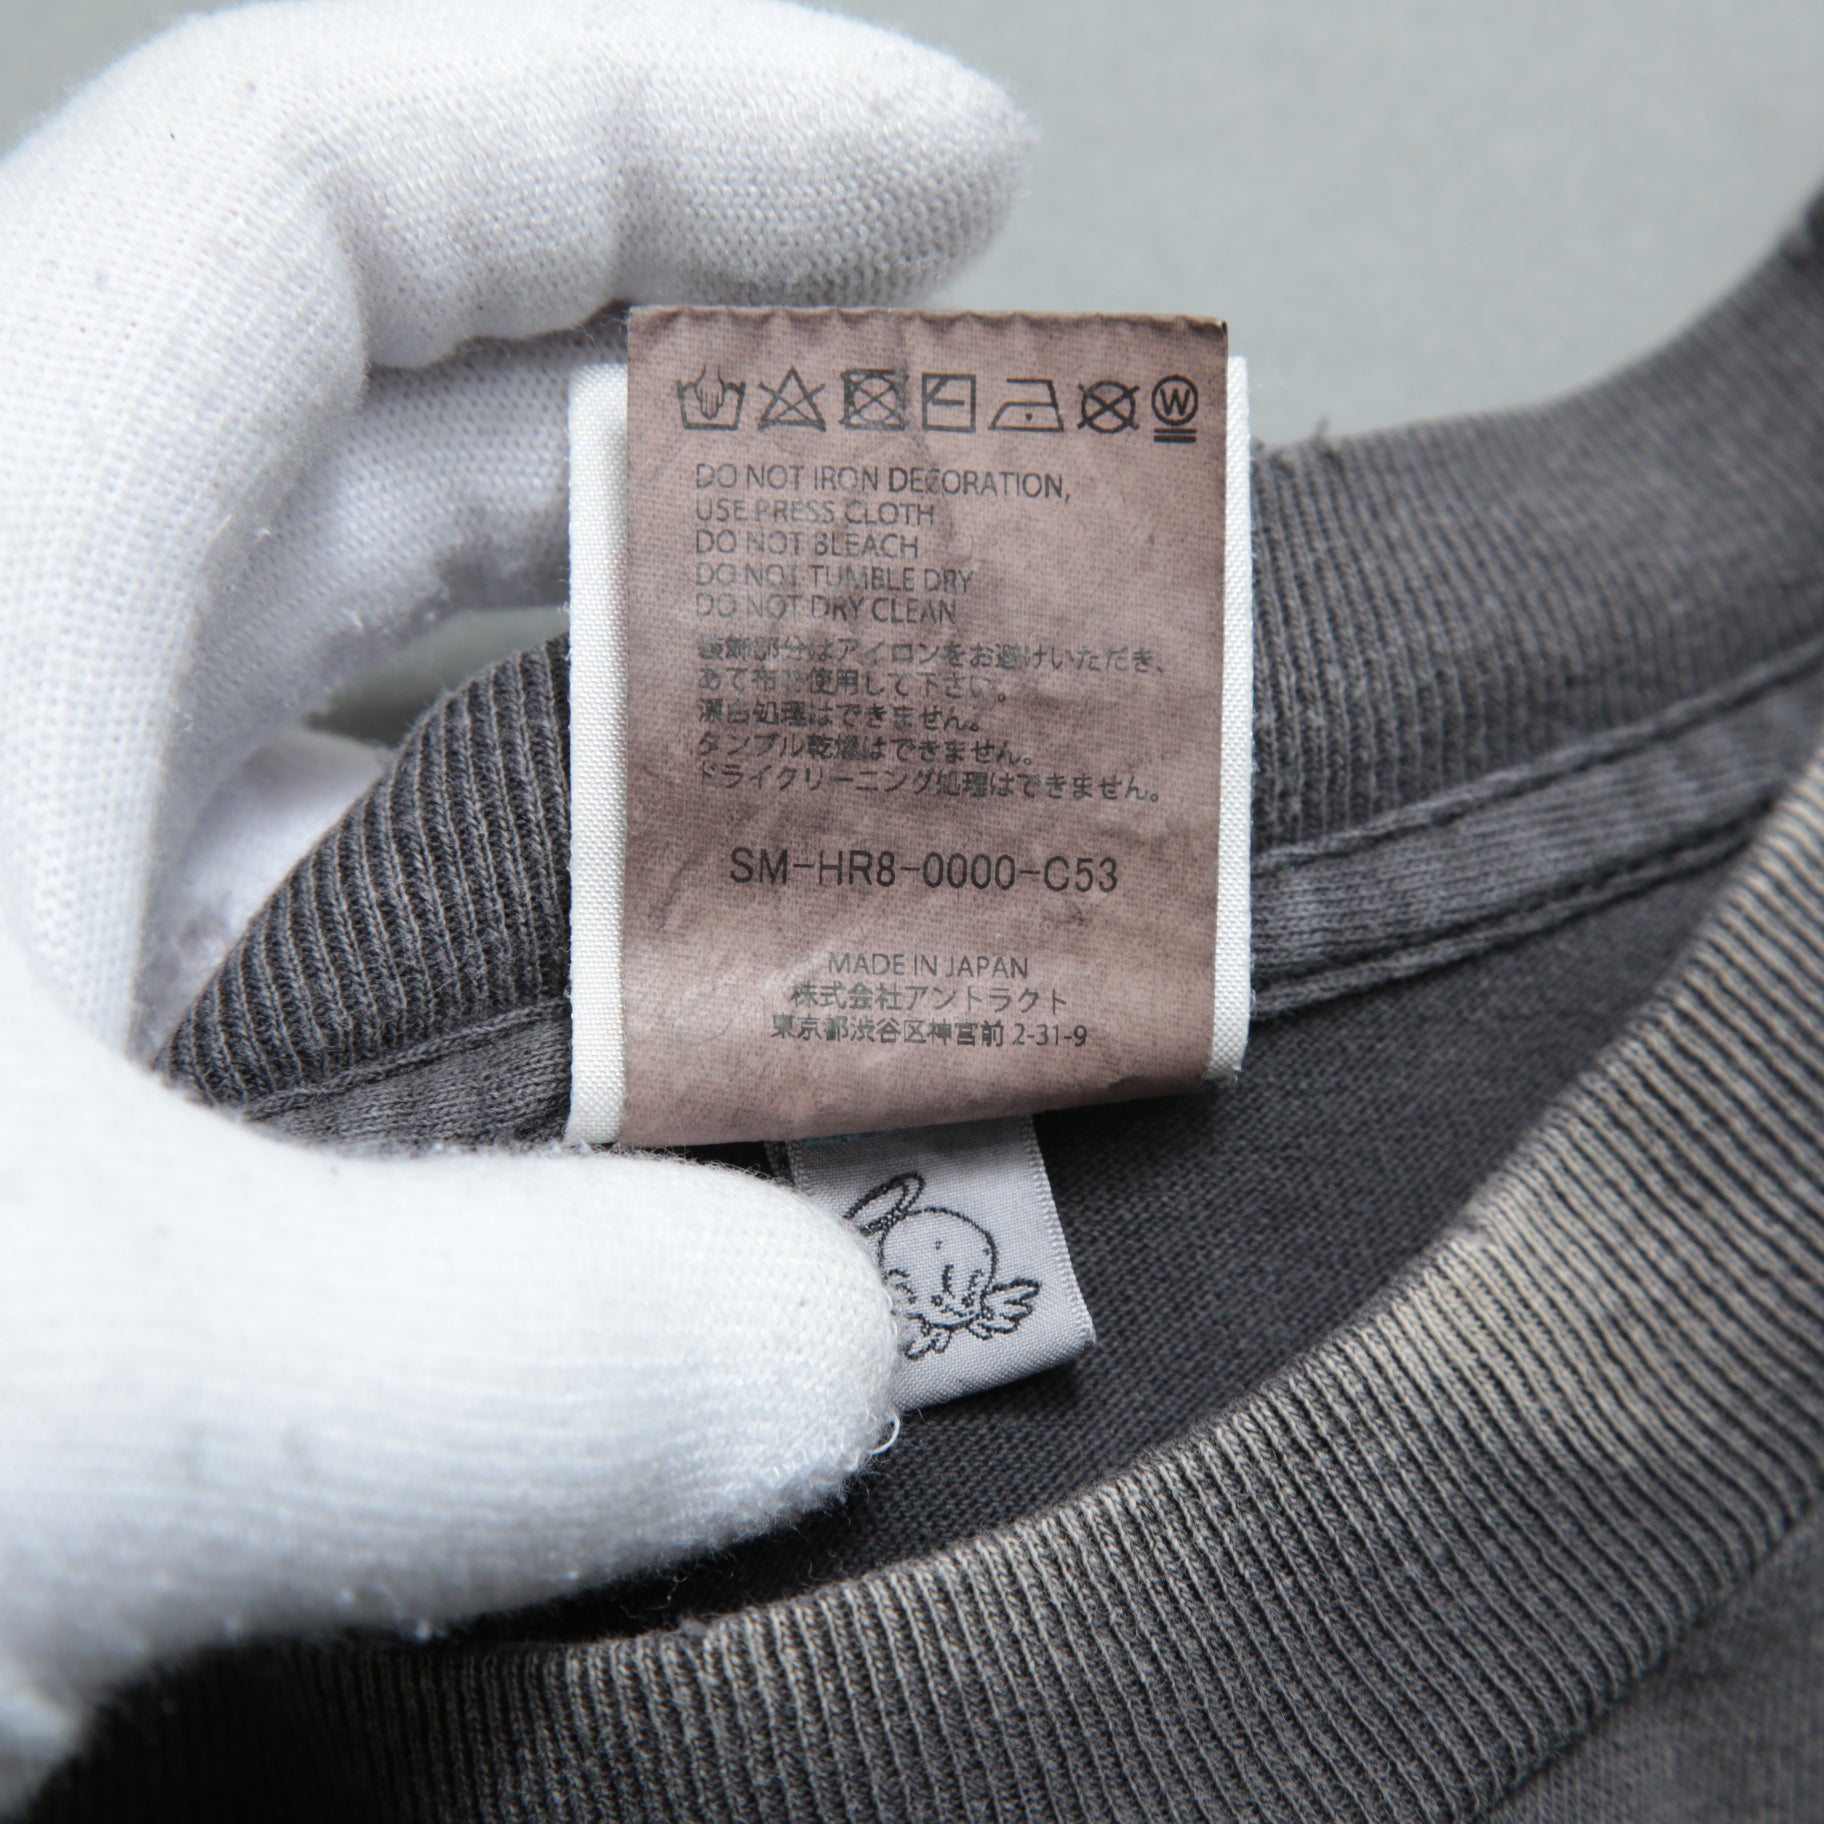 W
DO NOT IRON DECORATION,
USE PRESS CLOTH
DO NOT BLEACH
DO NOT TUMBLE DRY
DO NOT DRY CLEAN
装飾部分はアイロンをお避けいただき、
あて布を使用して下さい。
漂白処理はできません。
タンブル乾燥はできません。
ドライクリーニング処理はできません。
SM-HR8-0000-C53
MADE IN JAPAN
株式会社アントラクト
東京都渋谷区神宮前 2-31-9